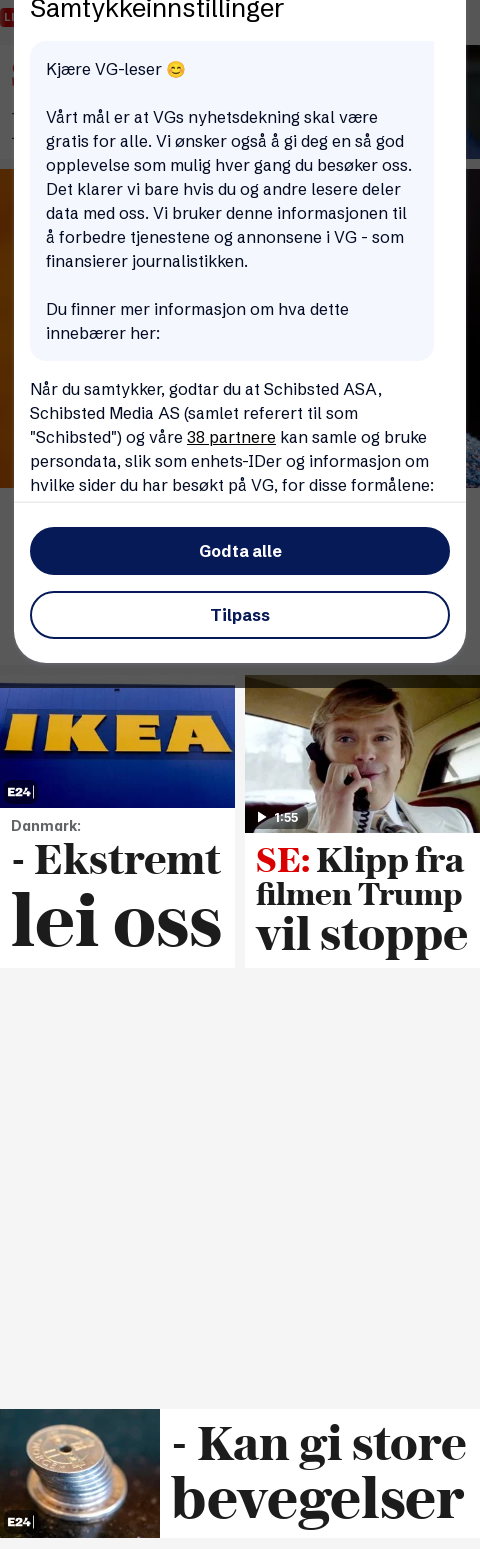 Samtykkeinnstillinger
Kjære VG-leser 😊
Vårt mål er at VGs nyhetsdekning skal være
gratis for alle. Vi ønsker også å gi deg en så god
opplevelse som mulig hver gang du besøker oss.
Det klarer vi bare hvis du og andre lesere deler
data med oss. Vi bruker denne informasjonen til
å forbedre tjenestene og annonsene i VG - som
finansierer journalistikken.
Du finner mer informasjon om hva dette
innebærer her:
Når du samtykker, godtar du at Schibsted ASA,
Schibsted Media AS (samlet referert til som
"Schibsted") og våre 38 partnere kan samle og bruke
persondata, slik som enhets-IDer og informasjon om
hvilke sider du har besøkt på VG, for disse formålene:
Godta alle
Tilpass
IKEA
E24
Danmark:
- Ekstremt
lei oss
1:55
SE: Klipp fra
filmen Trump
vil stoppe
E24
- Kan gi store
bevegelser